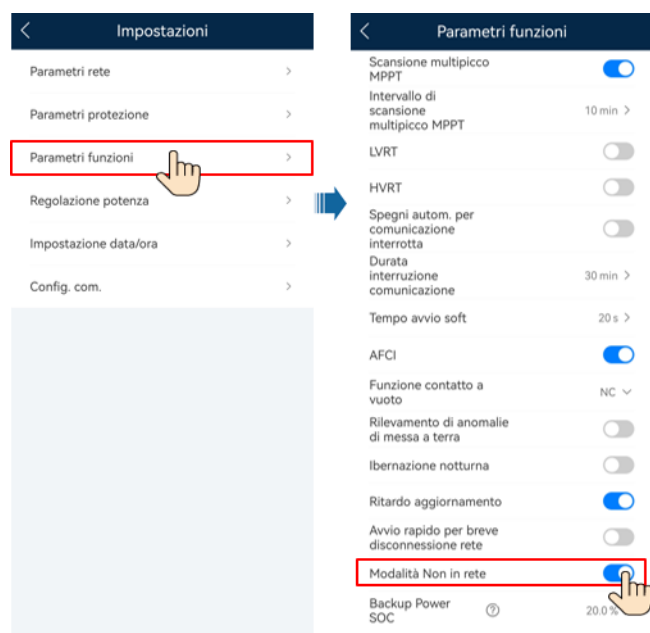 Impostazioni
Parametri rete
Parametri protezione
Parametri funzioni
Regolazione potenza
Impostazione data/ora
Config. com.
Parametri funzioni
Scansione multipicco
MPPT
Intervallo di
scansione
multipicco MPPT
10 min
LVRT
HVRT
Spegni autom. per
comunicazione
interrotta
Durata
interruzione
comunicazione
30 min
Tempo avvio soft
20 s
AFCI
Funzione contatto a
vuoto
NC
Rilevamento di anomalie
di messa a terra
Ibernazione notturna
Ritardo aggiornamento
Avvio rapido per breve
disconnessione rete
Modalità Non in rete
Backup Power
SOC
20.0 %